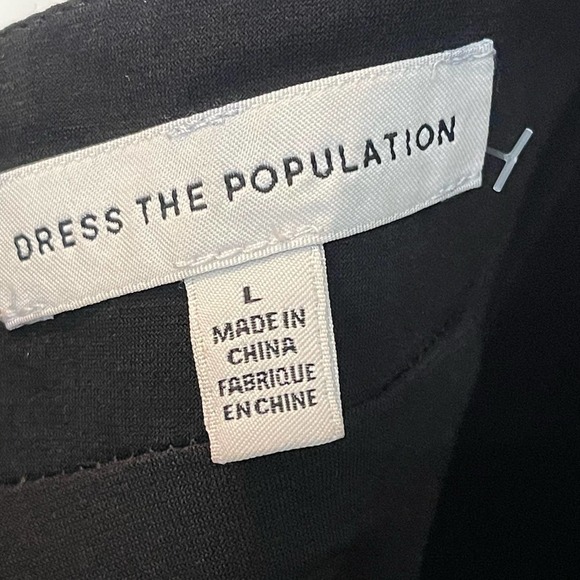 DRESS THE POPULATION
L
MADE IN
CHINA
FABRIQUE
EN CHINE